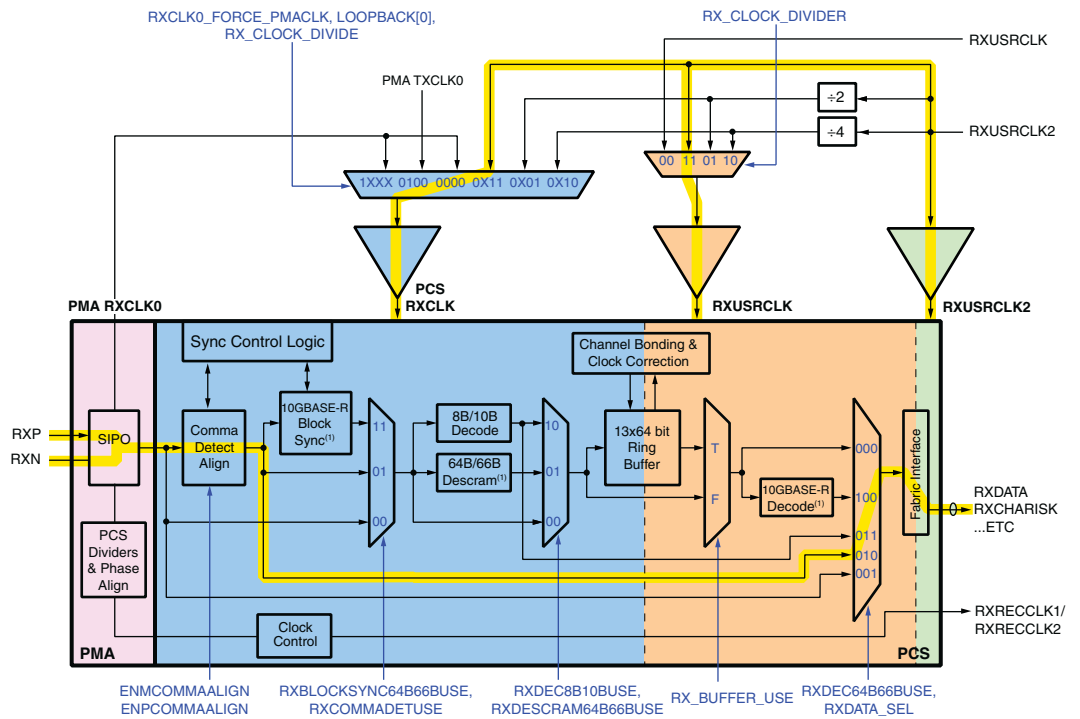 RXCLK0_FORCE_PMACLK, LOOPBACK[0],
RX_CLOCK_DIVIDE
RX_CLOCK_DIVIDER
RXUSRCLK
PMA TXCLK0
÷2
÷4
RXUSRCLK2
00 11 01 10
1XXX 0100 0000 0X11 0X01 0X10
PCS
RXCLK
RXUSRCLK
RXUSRCLK2
PMA RXCLK0
Sync Control Logic
Channel Bonding &
Clock Correction
RXP
RXN
SIPO
Comma
Detect
Align
10GBASE-R
Block
Sync(1)
11
01
00
8B/10B
Decode
64B/66B
Descram(1)
10
01
00
13x64 bit
Ring
Buffer
T
F
10GBASE-R
Decode(1)
000
100
011
010
001
Fabric Interface
RXDATA
RXCHARISK
...ETC
PCS
Dividers
& Phase
Align
Clock
Control
RXRECCLK1/
RXRECCLK2
PMA
PCS
ENMCOMMAALIGN
ENPCOMMAALIGN
RXBLOCKSYNC64B66BUSE,
RXCOMMADETUSE
RXDEC8B10BUSE,
RXDESCRAM64B66BUSE
RX_BUFFER_USE
RXDEC64B66BUSE,
RXDATA_SEL